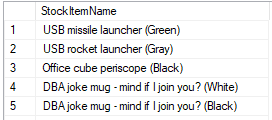 StockItemName
1 USB missile launcher (Green)
2 USB rocket launcher (Gray)
3 Office cube periscope (Black)
4 DBA joke mug - mind if I join you? (White)
5 DBA joke mug - mind if I join you? (Black)